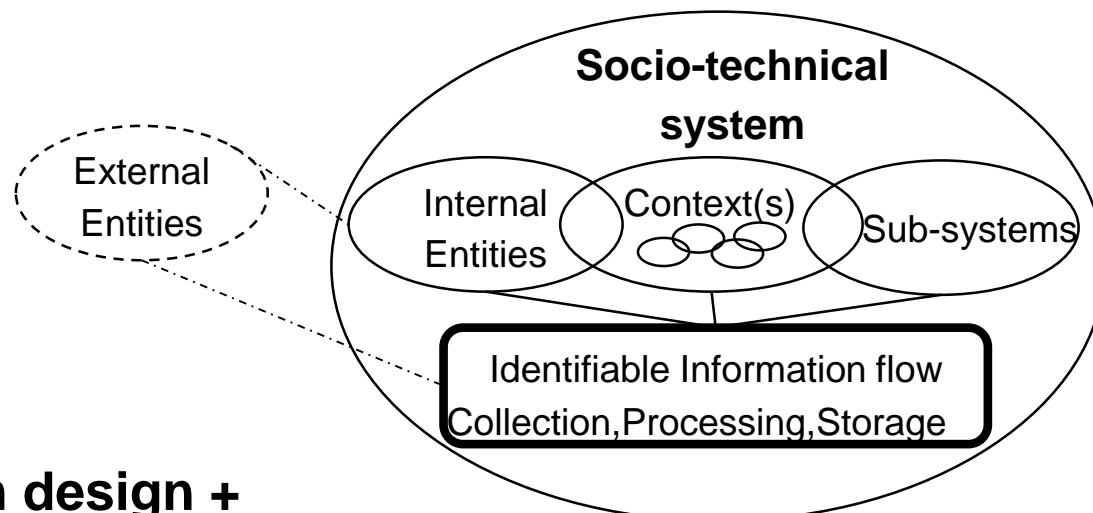 Socio-technical
system
External
Entities
Internal
Entities
Context(s)
Sub-systems
Identifiable Information flow
Collection,Processing,Storage
design +